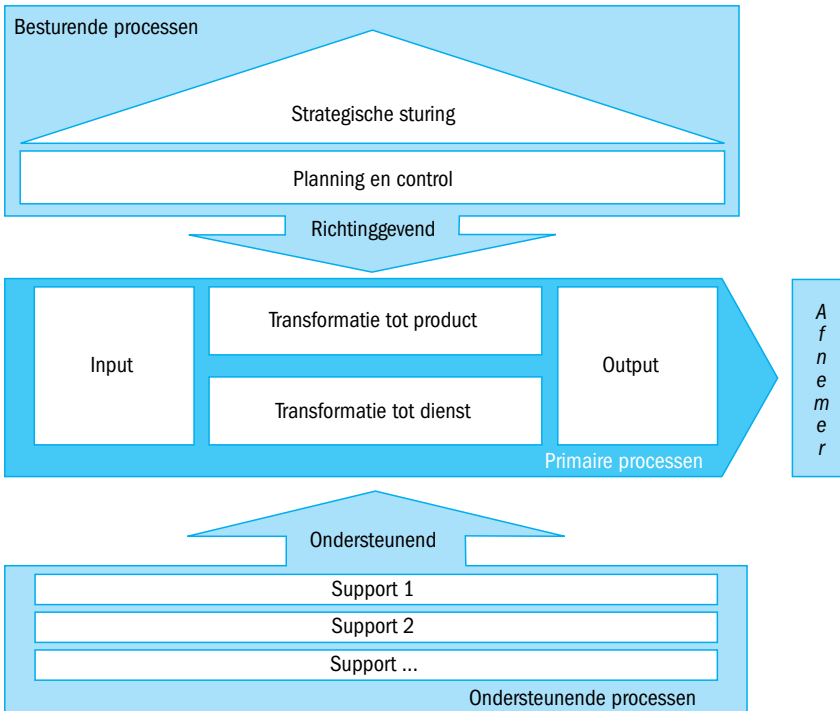 Besturende processen
Strategische sturing
Planning en control
Richtinggevend
Input
Transformatie tot product
Transformatie tot dienst
Output
Primaire processen
Afnemer
Ondersteunend
Support 1
Support 2
Support ...
Ondersteunende processen